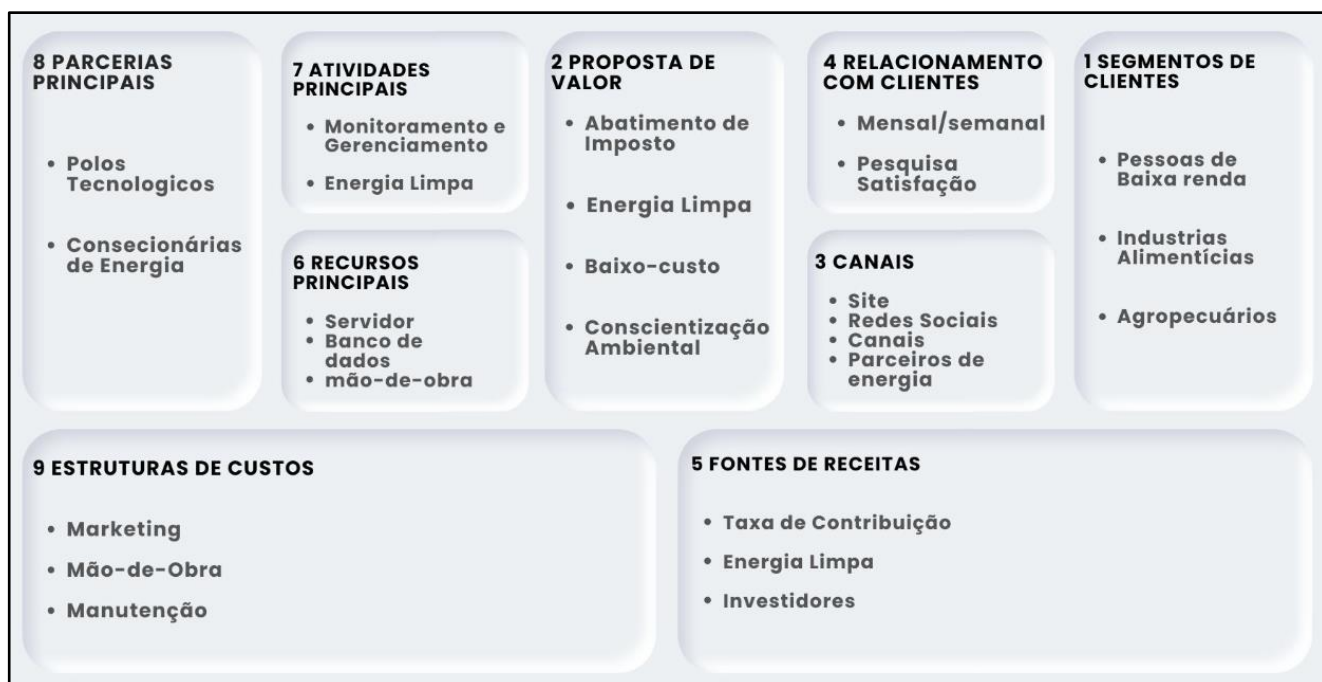 8 PARCERIAS
PRINCIPAIS
• Polos
Tecnologicos
• Consecionárias
de Energia
7 ATIVIDADES
PRINCIPAIS
• Monitoramento e
Gerenciamento
• Energia Limpa
6 RECURSOS
PRINCIPAIS
• Servidor
• Banco de
dados
• mão-de-obra
2 PROPOSTA DE
VALOR
• Abatimento de
Imposto
• Energia Limpa
• Baixo-custo
• Conscientização
Ambiental
4 RELACIONAMENTO
COM CLIENTES
• Mensal/semanal
• Pesquisa
Satisfação
3 CANAIS
• Site
• Redes Sociais
• Canais
• Parceiros de
energia
1 SEGMENTOS DE
CLIENTES
• Pessoas de
Baixa renda
• Industrias
Alimentícias
• Agropecuários
9 ESTRUTURAS DE CUSTOS
• Marketing
• Mão-de-Obra
• Manutenção
5 FONTES DE RECEITAS
• Taxa de Contribuição
• Energia Limpa
• Investidores